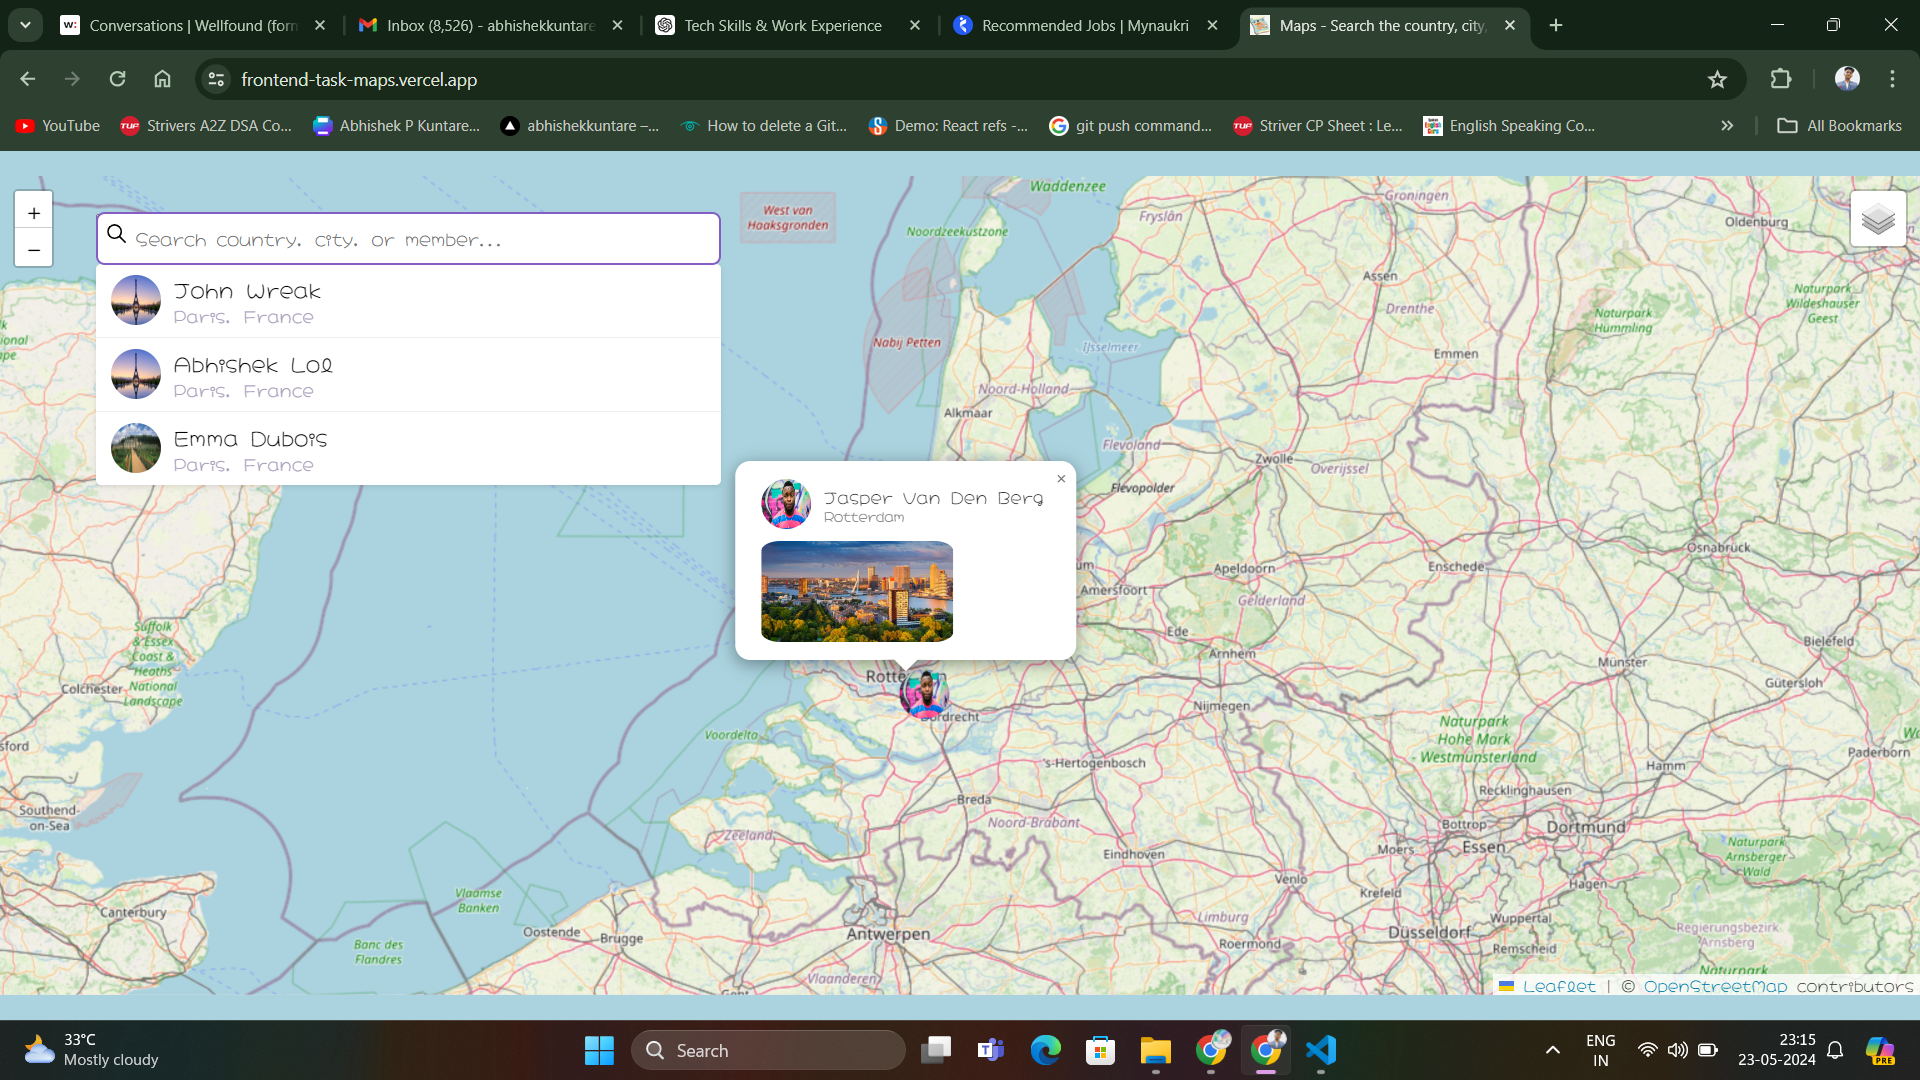 w: Conversations | Wellfound (form
Inbox (8,526) - abhishekkuntare
Tech Skills & Work Experience
Recommended Jobs | Mynaukri
Maps - Search the country, city,
frontend-task-maps.vercel.app
YouTube
Strivers A2Z DSA Co...
Abhishek P Kuntare...
abhishekkuntare –...
How to delete a Git...
Demo: React refs -...
git push command...
Striver CP Sheet : Le...
English Speaking Co...
All Bookmarks
+
−
Search country, city, or member...
John Wreak
Paris, France
Abhishek Lol
Paris, France
Emma Dubois
Paris, France
West van
Haaksgronden
Waddenzee
Noordzeekustzone
Fryslân
Groningen
Oldenburg
Assen
Drenthe
Naturpark
Wildeshauser
Geest
Naturpark
Hümmling
Nabij Petten
IJsselmeer
Emmen
Noord-Holland
Alkmaar
Flevoland
Zwolle
Overijssel
Flevopolder
Jasper Van Den Berg
Rotterdam
×
Osnabrück
um
Apeldoorn
Enschede
Amersfoort
Gelderland
Ede
Arnhem
Bielefeld
Münster
Gütersloh
Suffolk
& Essex
Coast &
Heaths
National
Landscape
Colchester
Nijmegen
Dordrecht
Voordelta
Naturpark
Hohe Mark
- Westmünsterland
Paderborn
sford
's-Hertogenbosch
Hamm
Recklinghausen
Southend-
on-Sea
Breda
Noord-Brabant
Zeeland
Bottrop
Dortmund
Essen
Moers
Eindhoven
Naturpark
Arnsberger
Wald
Venlo
Krefeld
Hagen
Vlaamse
Banken
Canterbury
Limburg
Wuppertal
Oostende
Brugge
Antwerpen
Roermond
Düsseldorf
Remscheid
Regierungsbezirk
Arnsberg
Banc des
Flandres
Vlaanderen
Gent
Naturpark
Leaflet | © OpenStreetMap contributors
33°C
Mostly cloudy
Search
ENG
IN
23:15
23-05-2024
PRE